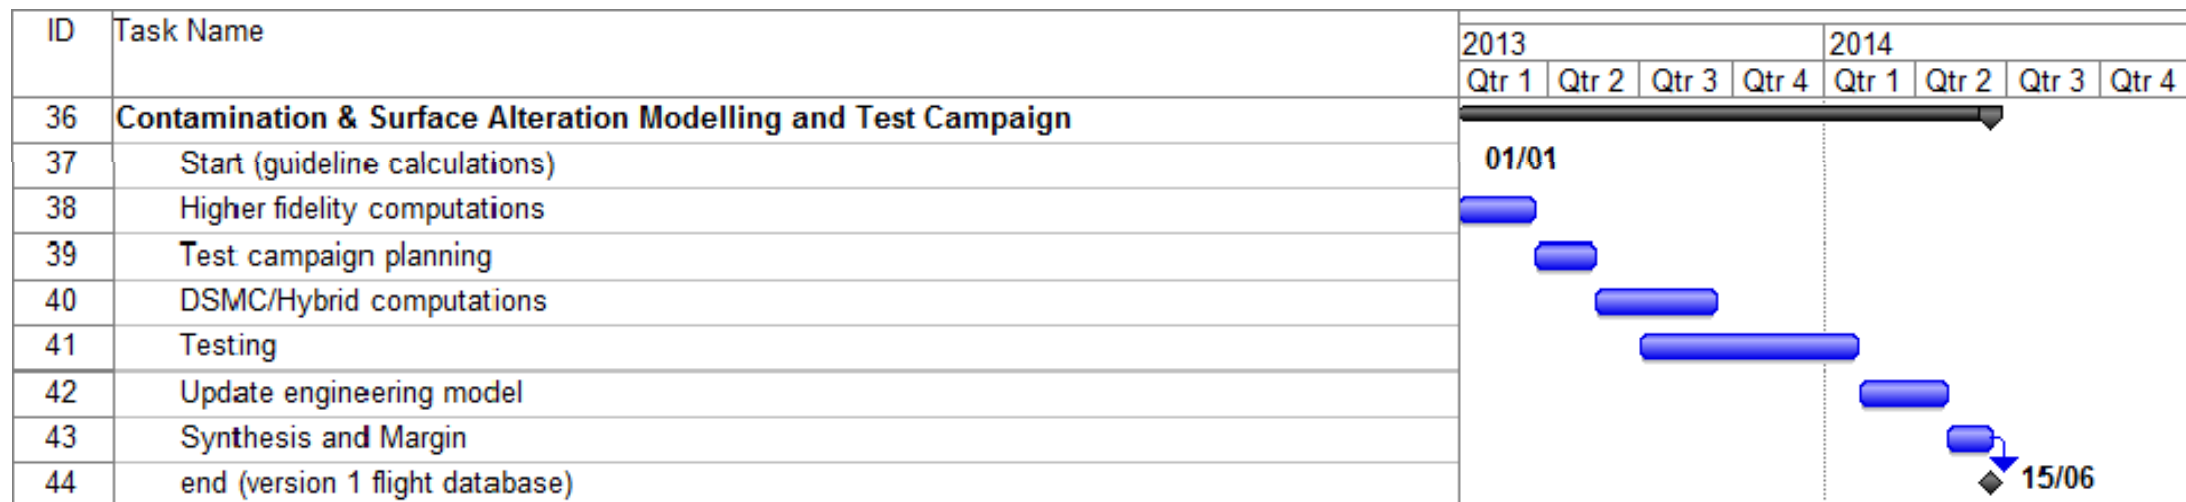 ID Task Name
2013 2014
Qtr 1 Qtr 2 Qtr 3 Qtr 4 Qtr 1 Qtr 2 Qtr 3 Qtr 4
36 Contamination & Surface Alteration Modelling and Test Campaign
37 Start (guideline calculations) 01/01
38 Higher fidelity computations
39 Test campaign planning
40 DSMC/Hybrid computations
41 Testing
42 Update engineering model
43 Synthesis and Margin
44 end (version 1 flight database) 15/06